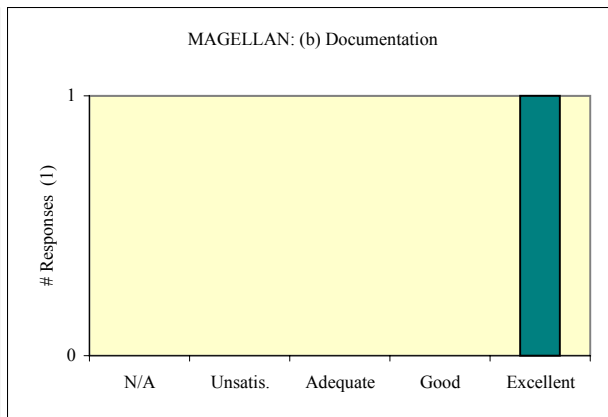 MAGELLAN: (b) Documentation
# Responses (1)
1
0
N/A Unsatis. Adequate Good Excellent